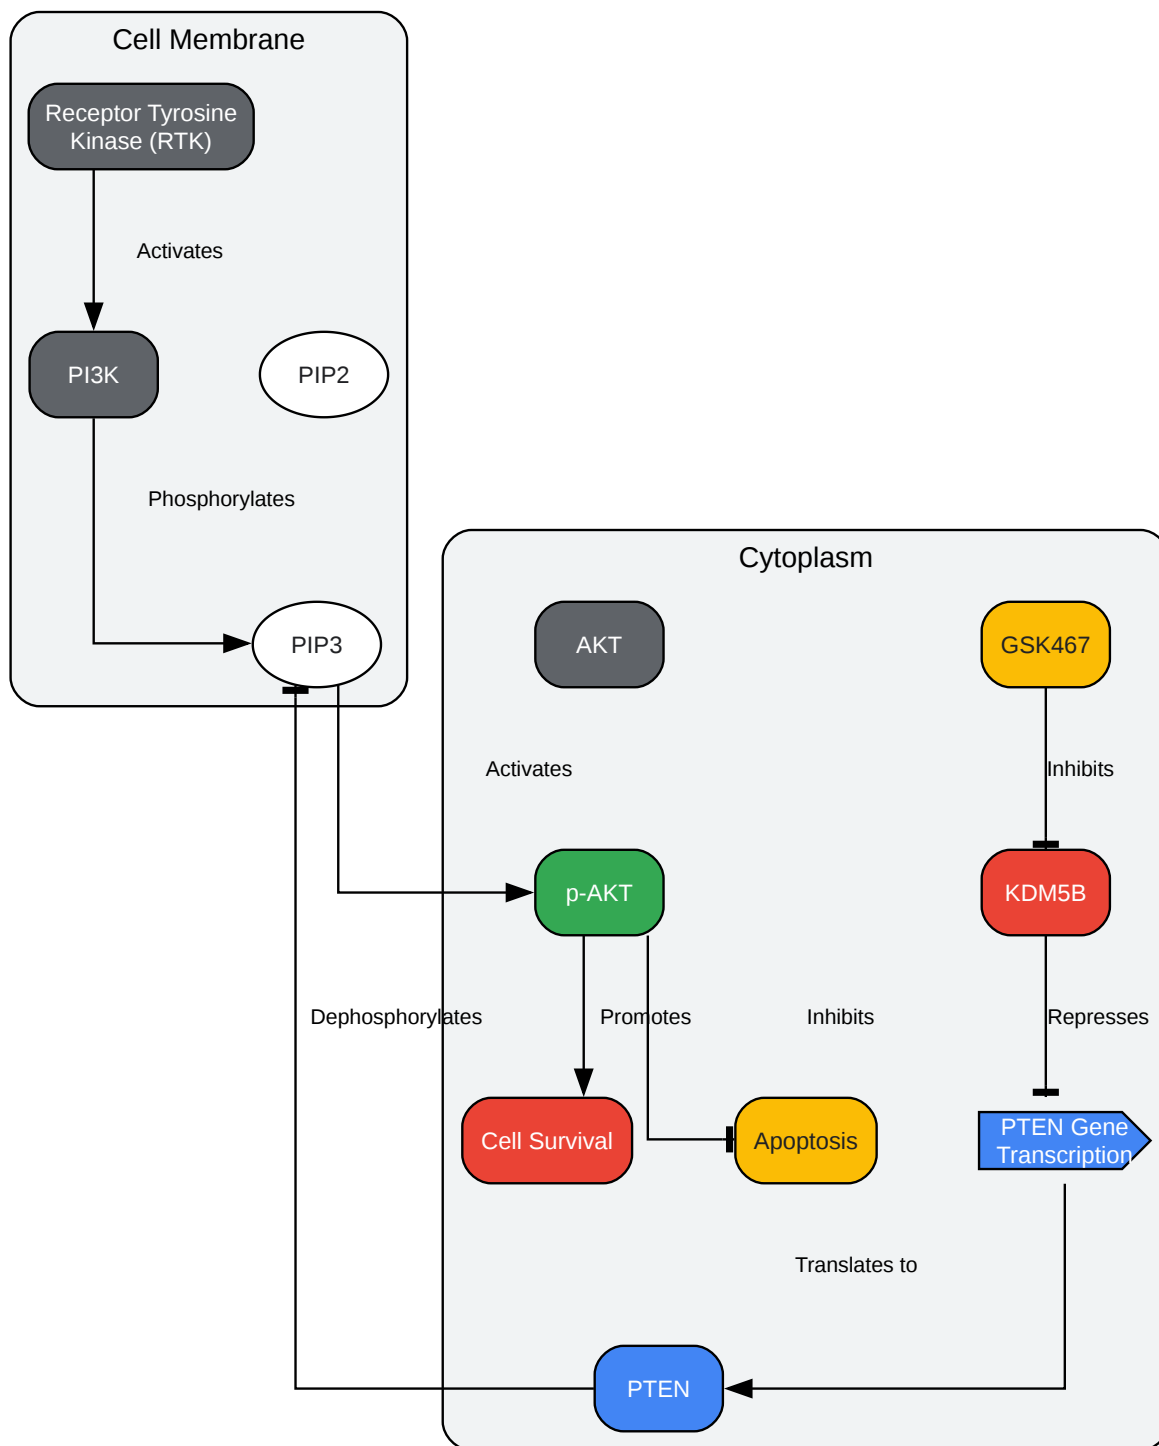 Cell Membrane
Receptor Tyrosine
Kinase (RTK)
Activates
PI3K
PIP2
Phosphorylates
PIP3
Cytoplasm
AKT
GSK467
Activates
Inhibits
p-AKT
KDM5B
Dephosphorylates
Promotes
Inhibits
Represses
Cell Survival
Apoptosis
PTEN Gene
Transcription
Translates to
PTEN